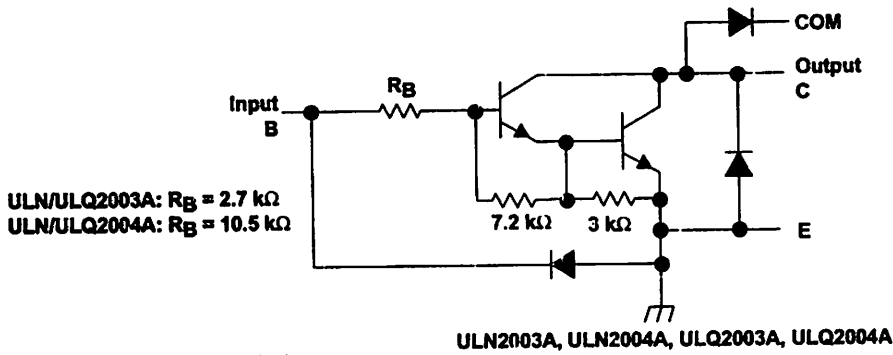 COM
Output
C
RB
Input
B
ULN/ULQ2003A: RB = 2.7 kΩ
ULN/ULQ2004A: RB = 10.5 kΩ
7.2 kΩ
3 kΩ
E
ULN2003A, ULN2004A, ULQ2003A, ULQ2004A